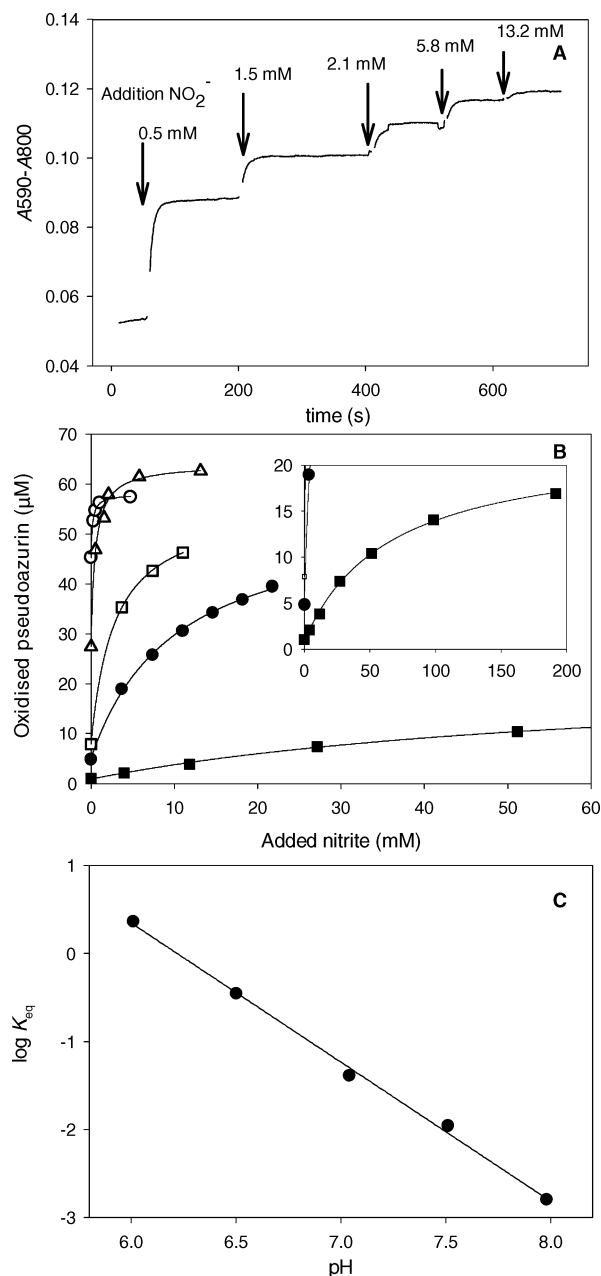 0.14
0.12
0.10
0.08
0.06
0.04
A590-A800
A
Addition NO2-
0.5 mM
1.5 mM
2.1 mM
5.8 mM
13.2 mM
0 200 400 600
time (s)
70
60
50
40
30
20
10
0
Oxidised pseudoazurin (µM)
B
20
15
10
5
0
0 50 100 150 200
0 10 20 30 40 50 60
Added nitrite (mM)
1
0
-1
-2
-3
log Keq
C
6.0 6.5 7.0 7.5 8.0
pH